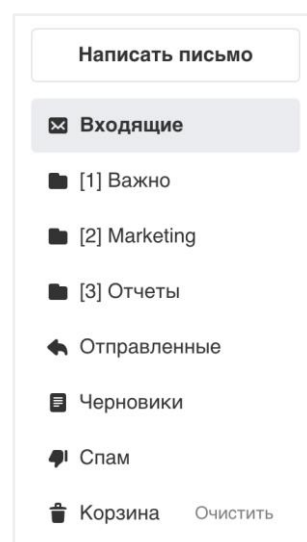 Написать письмо
Входящие
[1] Важно
[2] Marketing
[3] Отчеты
Отправленные
Черновики
Спам
Корзина Очистить